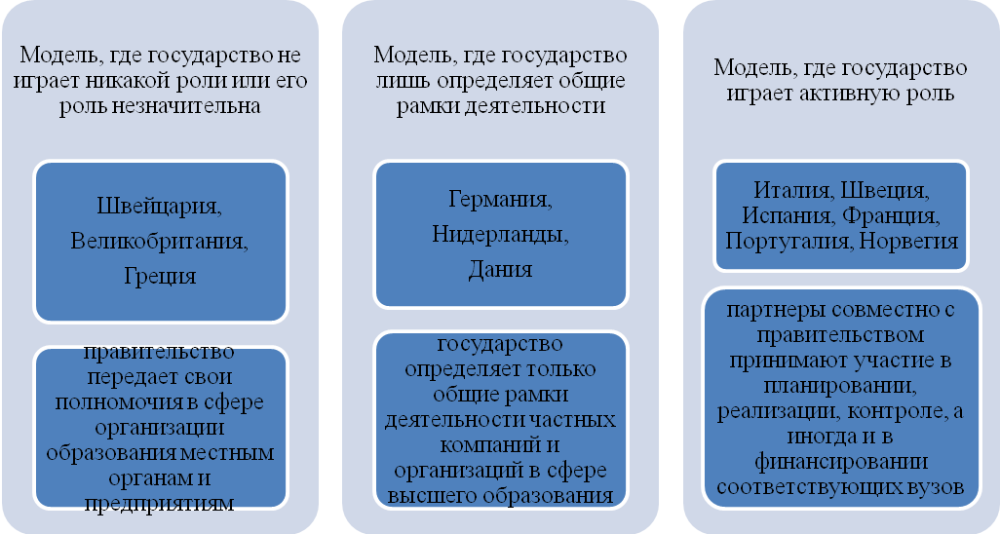 Модель, где государство не
играет никакой роли или его
роль незначительна
Швейцария,
Великобритания,
Греция
правительство
передает свои
полномочия в сфере
организации
образования местным
органам и
предприятиям
Модель, где государство
лишь определяет общие
рамки деятельности
Германия,
Нидерланды,
Дания
государство
определяет только
общие рамки
деятельности частных
компаний и
организаций в сфере
высшего образования
Модель, где государство
играет активную роль
Италия, Швеция,
Испания, Франция,
Португалия, Норвегия
партнеры совместно с
правительством
принимают участие в
планировании,
реализации, контроле, а
иногда и в
финансировании
соответствующих вузов